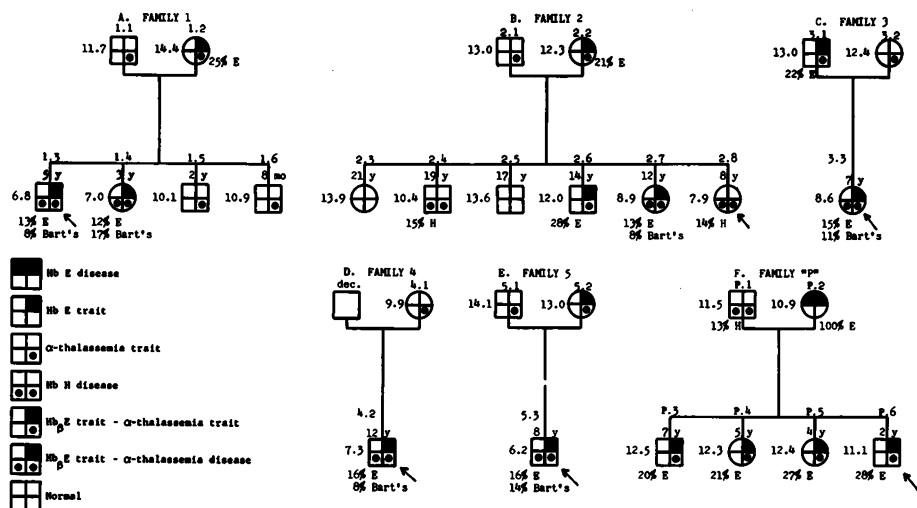 A. FAMILY 1
1.1 1.2
11.7 14.4
25% E
1.3 1.4 1.5 1.6
5 y 3 y 2 y 8 mo
6.8 7.0 10.1 10.9
13% E 12% E
8% Bart's 17% Bart's
B. FAMILY 2
2.1 2.2
13.0 12.3
21% E
2.3 2.4 2.5 2.6 2.7 2.8
21 y 19 y 17 y 14 y 12 y 8 y
13.9 10.4 13.6 12.0 8.9 7.9
15% H 28% E 13% E 14% H
8% Bart's
C. FAMILY 3
3.1 3.2
13.0 12.4
22% E
3.3
7 y
8.6
15% E
11% Bart's
Hb E disease
Hb E trait
α-thalassemia trait
Hb H disease
HbβE trait - α-thalassemia trait
HbβE trait - α-thalassemia disease
Normal
D. FAMILY 4
dec. 4.1
9.9
4.2
12 y
7.3
16% E
8% Bart's
E. FAMILY 5
5.1 5.2
14.1 13.0
5.3
8 y
6.2
16% E
14% Bart's
F. FAMILY "P"
P.1 P.2
11.5 10.9
13% H 100% E
P.3 P.4 P.5 P.6
7 y 5 y 4 y 2 y
12.5 12.3 12.4 11.1
20% E 21% E 27% E 28% E